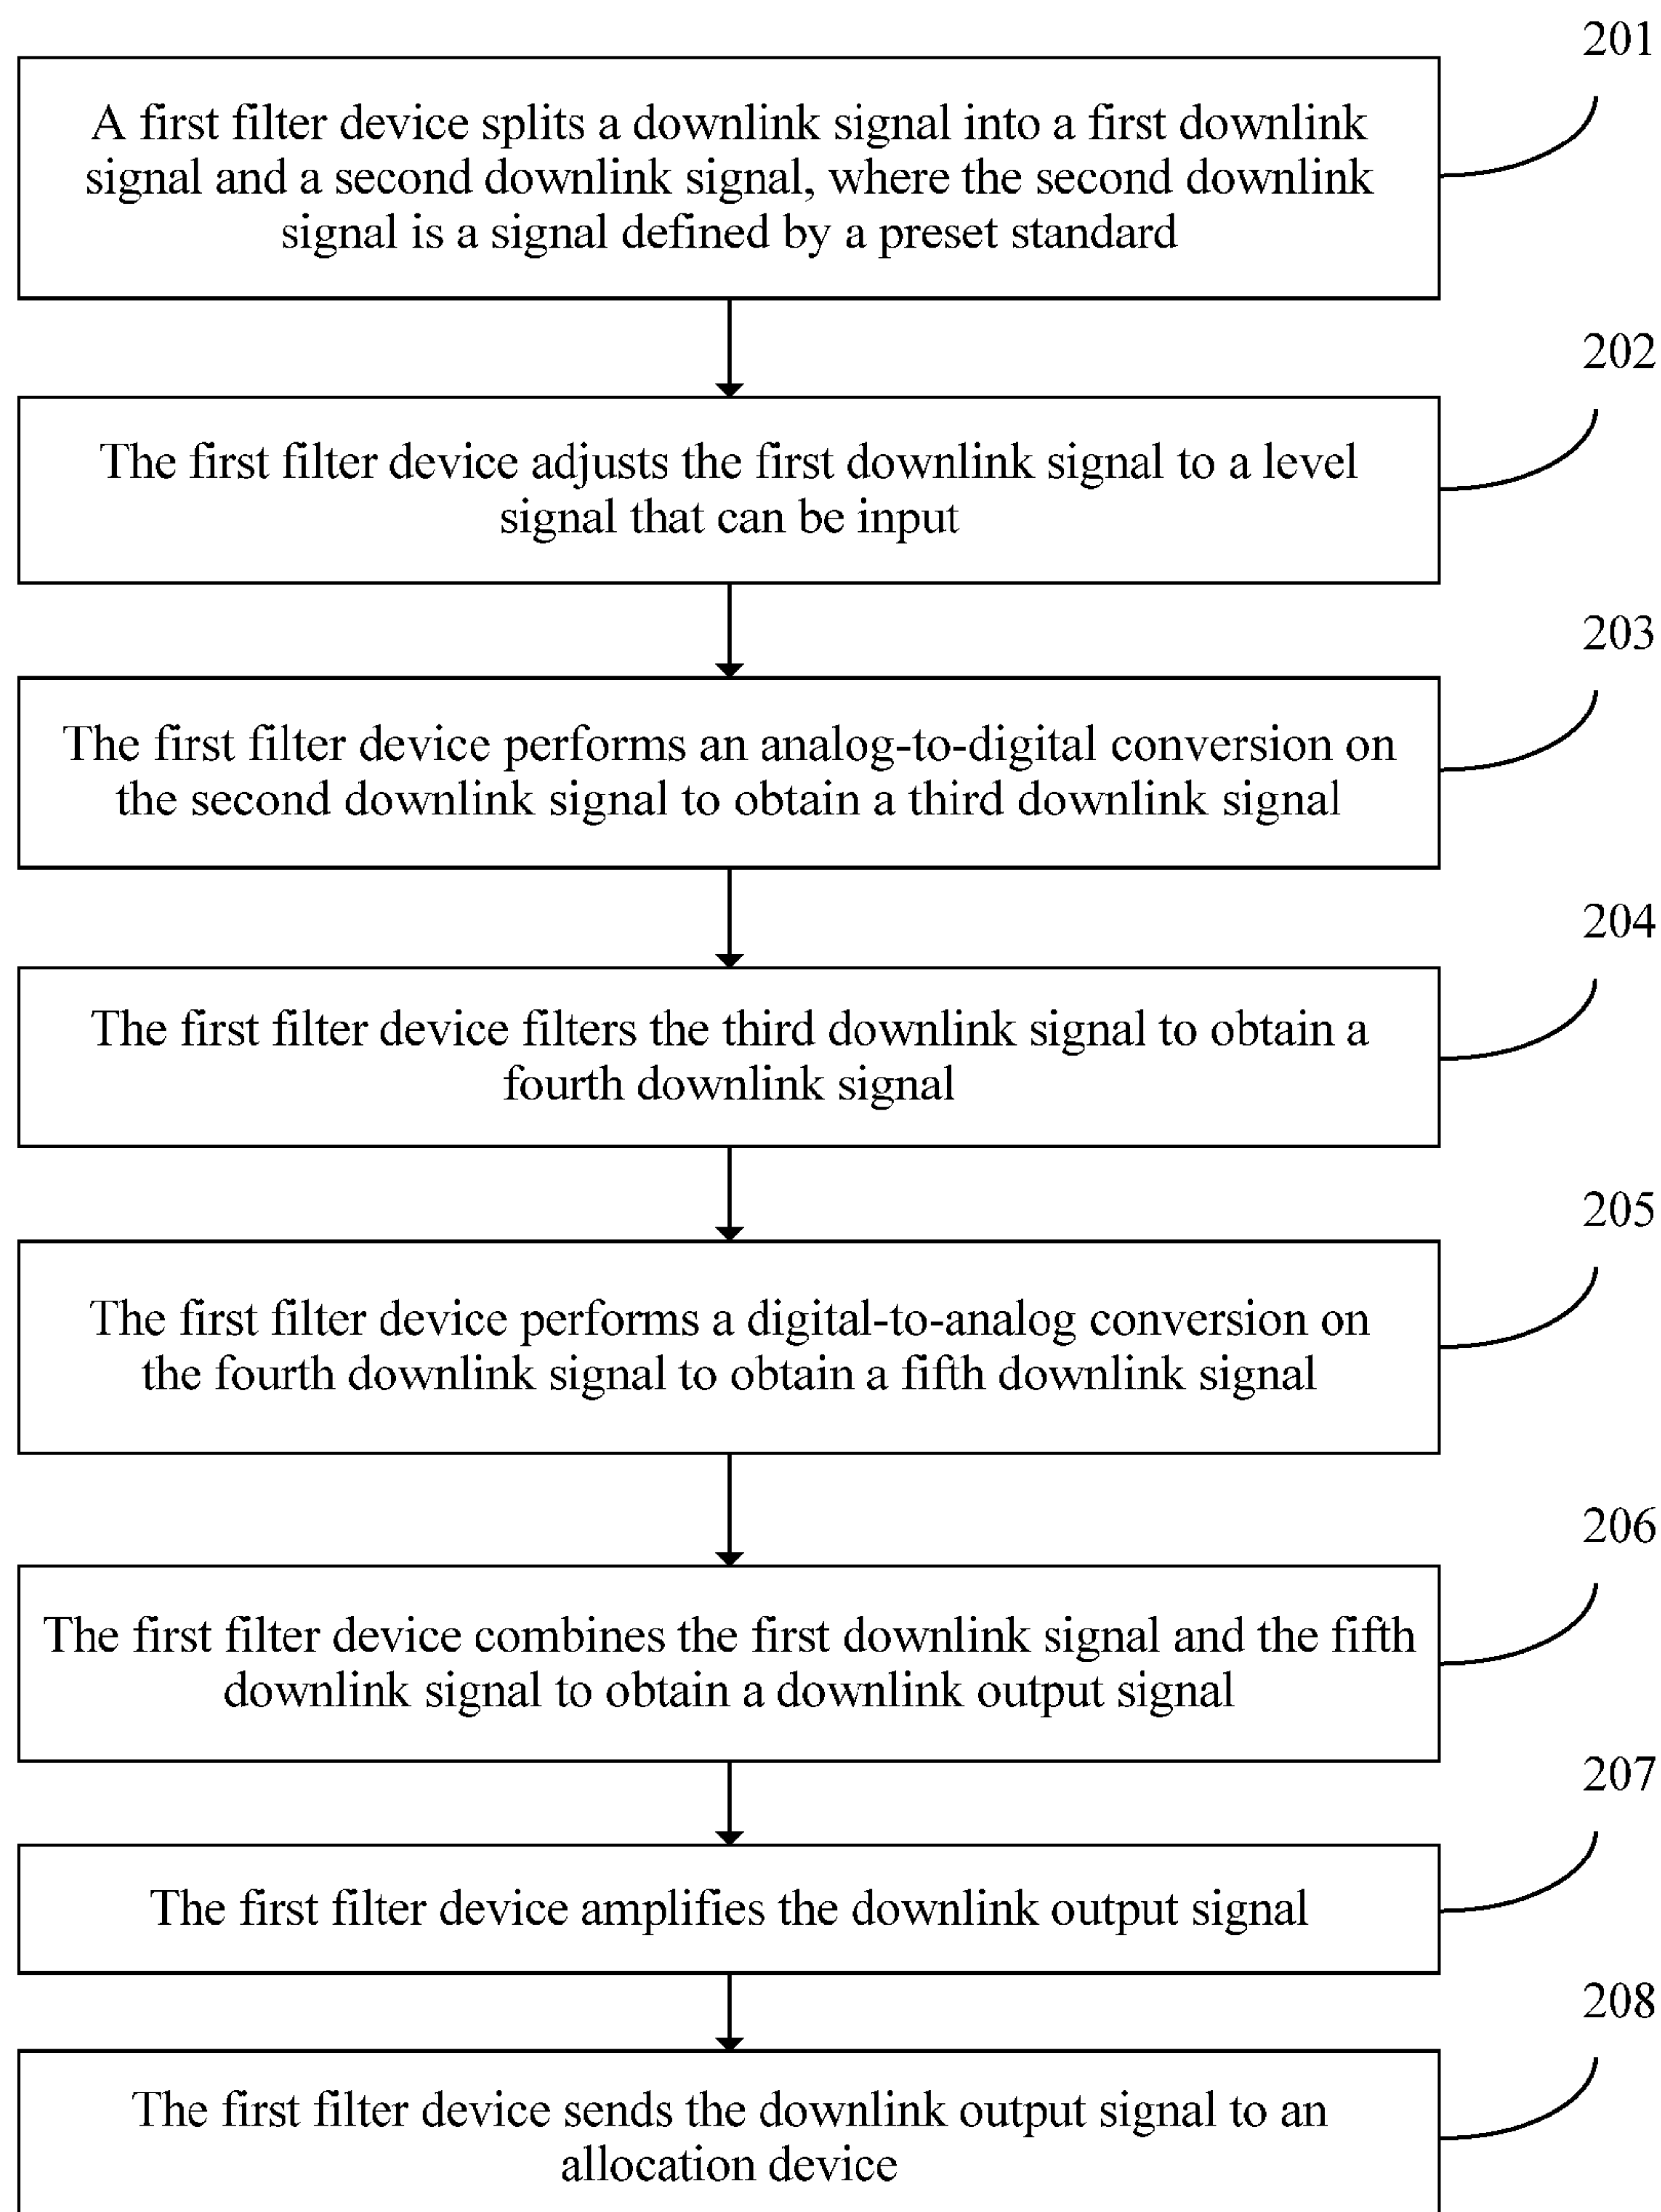 201
A first filter device splits a downlink signal into a first downlink
signal and a second downlink signal, where the second downlink
signal is a signal defined by a preset standard
202
The first filter device adjusts the first downlink signal to a level
signal that can be input
203
The first filter device performs an analog-to-digital conversion on
the second downlink signal to obtain a third downlink signal
204
The first filter device filters the third downlink signal to obtain a
fourth downlink signal
205
The first filter device performs a digital-to-analog conversion on
the fourth downlink signal to obtain a fifth downlink signal
206
The first filter device combines the first downlink signal and the fifth
downlink signal to obtain a downlink output signal
207
The first filter device amplifies the downlink output signal
208
The first filter device sends the downlink output signal to an
allocation device